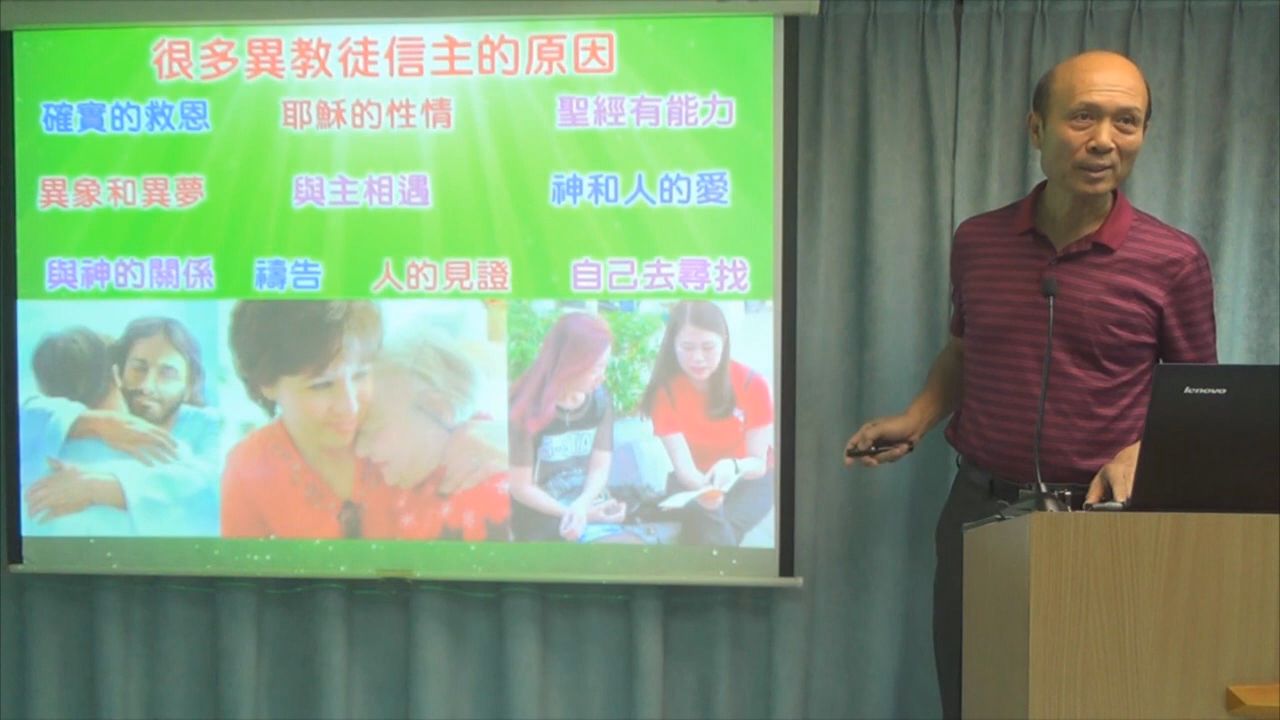 很多異教徒信主的原因
確實的救恩 耶穌的性情 聖經有能力
異象和異夢 與主相遇 神和人的愛
與神的關係 禱告 人的見證 自己去尋找
lenovo